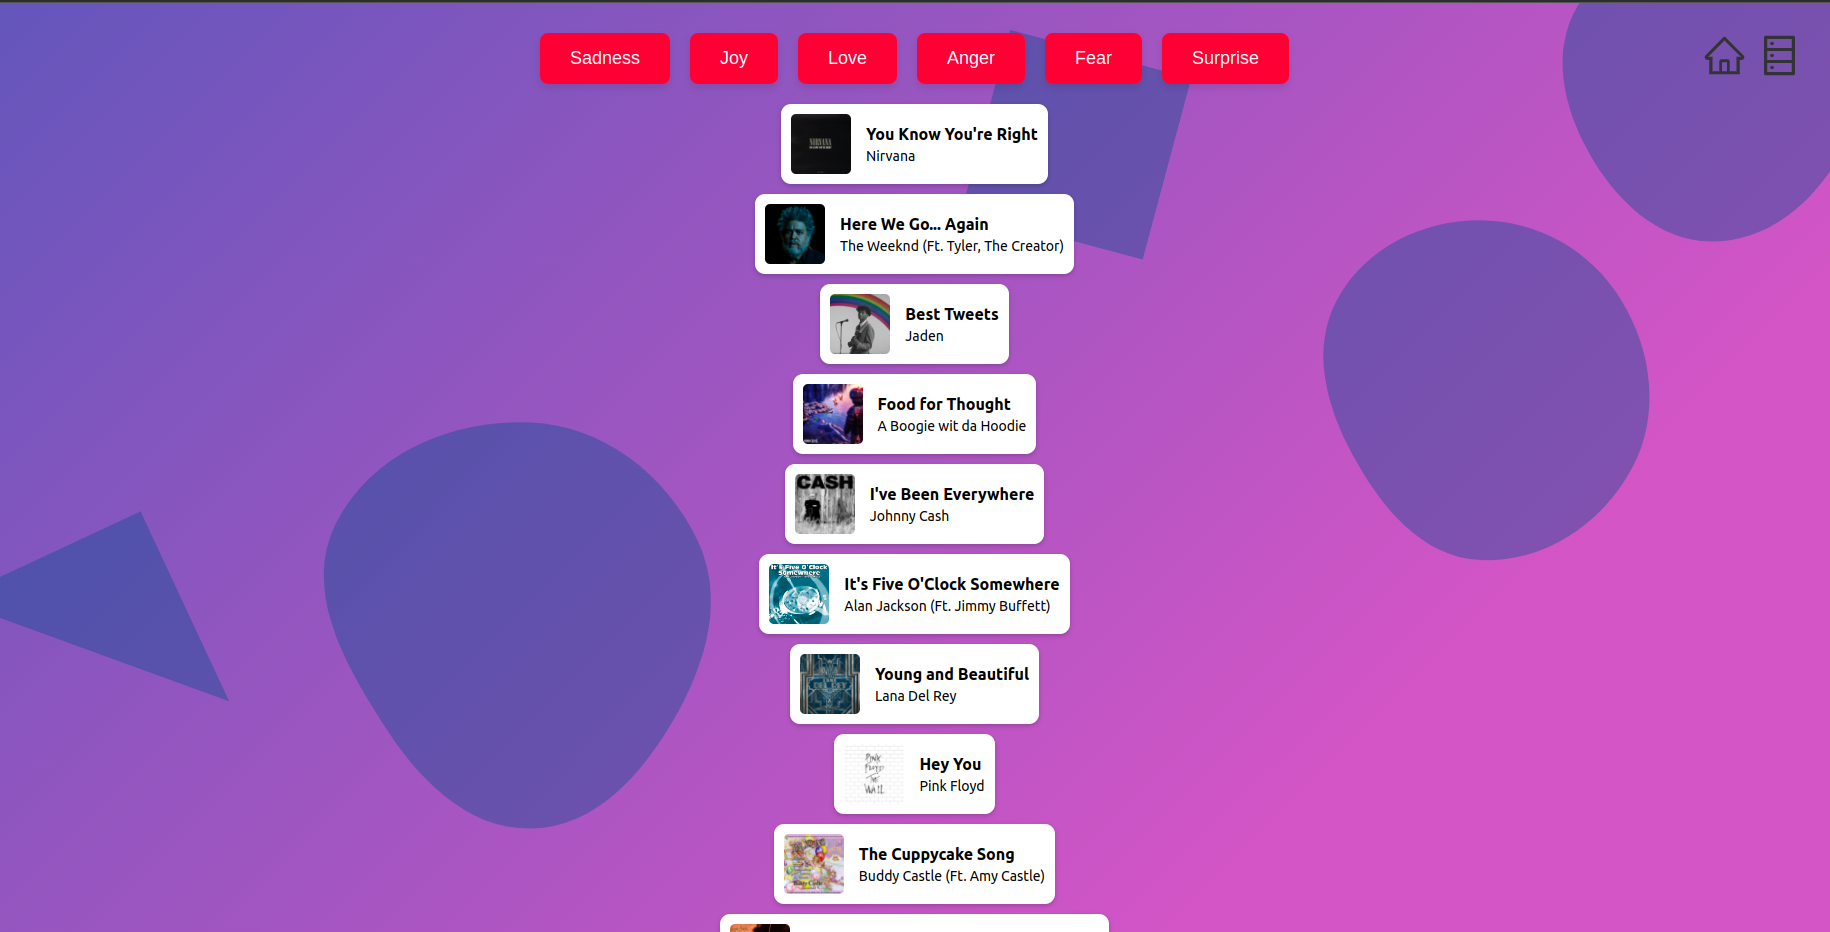 Sadness Joy Love Anger Fear Surprise
NIRVANA
You Know You're Right
Nirvana
Here We Go... Again
The Weeknd (Ft. Tyler, The Creator)
Best Tweets
Jaden
Food for Thought
A Boogie wit da Hoodie
CASH
I've Been Everywhere
Johnny Cash
It's Five O'Clock
Somewhere
It's Five O'Clock Somewhere
Alan Jackson (Ft. Jimmy Buffett)
Young and Beautiful
Lana Del Rey
PINK
FLOYD
THE
WALL
Hey You
Pink Floyd
The Cuppycake Song
Buddy Castle (Ft. Amy Castle)